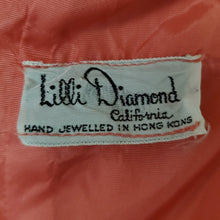 Lilli Diamond
California
HAND JEWELLED IN HONG KONG